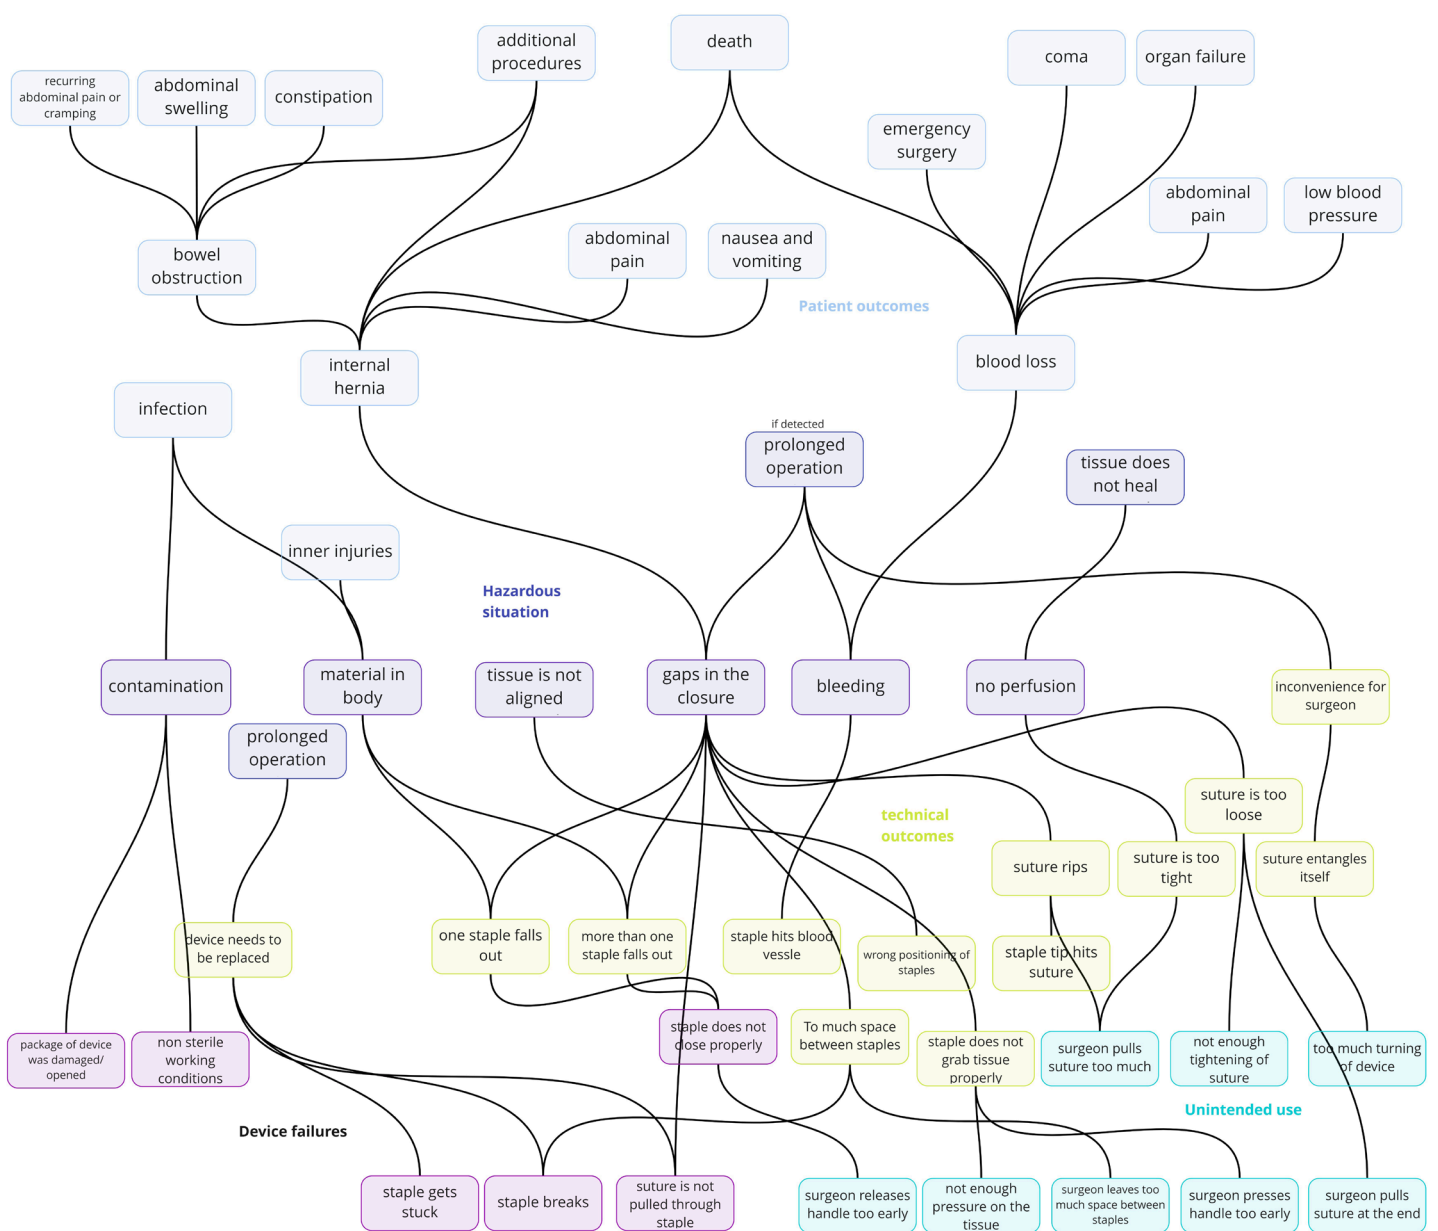 death
additional
procedures
coma
organ failure
recurring
abdominal pain or
cramping
abdominal
swelling
constipation
emergency
surgery
abdominal
pain
low blood
pressure
bowel
obstruction
abdominal
pain
nausea and
vomiting
Patient outcomes
internal
hernia
blood loss
infection
if detected
prolonged
operation
tissue does
not heal
inner injuries
Hazardous
situation
contamination
material in
body
tissue is not
aligned
gaps in the
closure
bleeding
no perfusion
inconvenience for
surgeon
prolonged
operation
suture is too
loose
technical
outcomes
suture rips
suture is too
tight
suture entangles
itself
device needs to
be replaced
one staple falls
out
more than one
staple falls out
staple hits blood
vessle
wrong positioning of
staples
staple tip hits
suture
package of device
was damaged/
opened
non sterile
working
conditions
staple does not
close properly
To much space
between staples
staple does not
grab tissue
properly
surgeon pulls
suture too much
not enough
tightening of
suture
too much turning
of device
Device failures
Unintended use
staple gets
stuck
staple breaks
suture is not
pulled through
staple
surgeon releases
handle too early
not enough
pressure on the
tissue
surgeon leaves too
much space between
staples
surgeon presses
handle too early
surgeon pulls
suture at the end